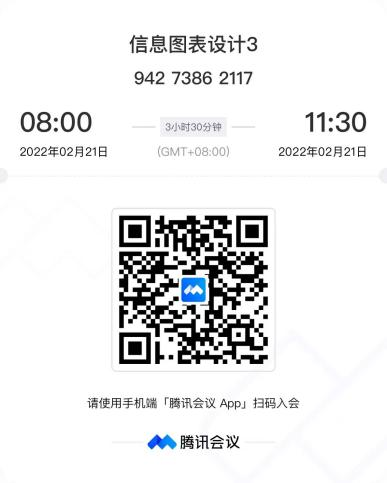 信息图表设计3
942 7386 2117
08:00 3小时30分钟 11:30
2022年02月21日 (GMT+08:00) 2022年02月21日
请使用手机端「腾讯会议 App」扫码入会
腾讯会议